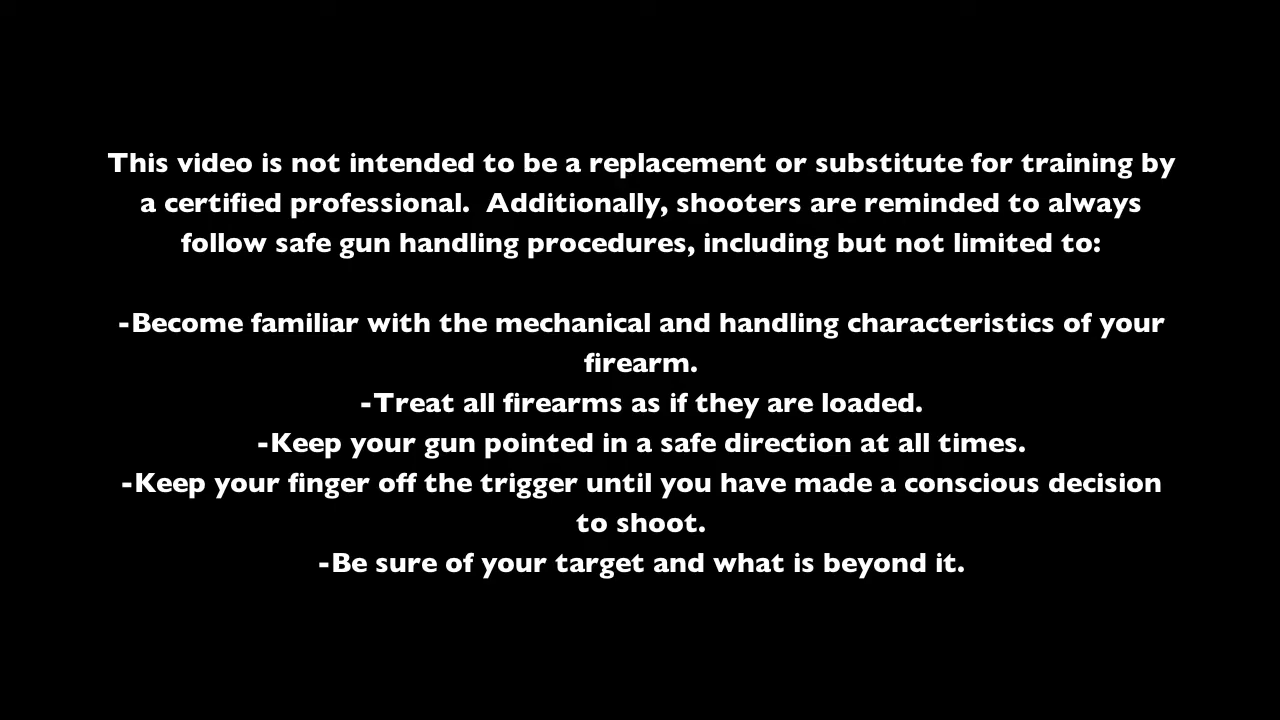 This video is not intended to be a replacement or substitute for training by
a certified professional.  Additionally, shooters are reminded to always
follow safe gun handling procedures, including but not limited to:
-Become familiar with the mechanical and handling characteristics of your
firearm.
-Treat all firearms as if they are loaded.
-Keep your gun pointed in a safe direction at all times.
-Keep your finger off the trigger until you have made a conscious decision
to shoot.
-Be sure of your target and what is beyond it.